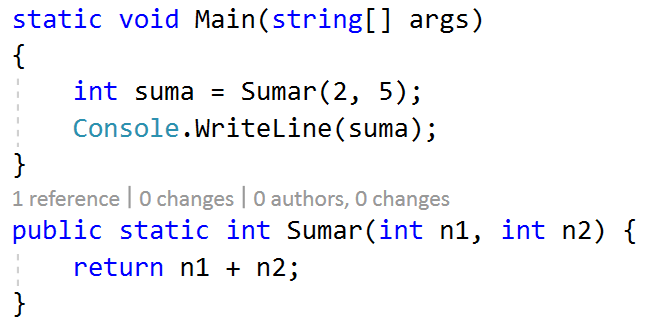 static void Main(string[] args)
{
int suma = Sumar(2, 5);
Console.WriteLine(suma);
}
1 reference | 0 changes | 0 authors, 0 changes
public static int Sumar(int n1, int n2) {
return n1 + n2;
}